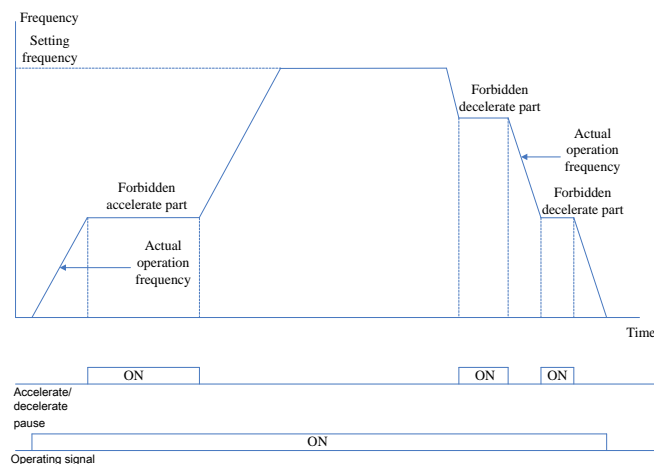 Frequency
Setting
frequency
Forbidden
decelerate part
Actual
operation
frequency
Forbidden
accelerate part
Forbidden
decelerate part
Actual
operation
frequency
Time
ON
ON
ON
Accelerate/
decelerate
pause
ON
Operating signal